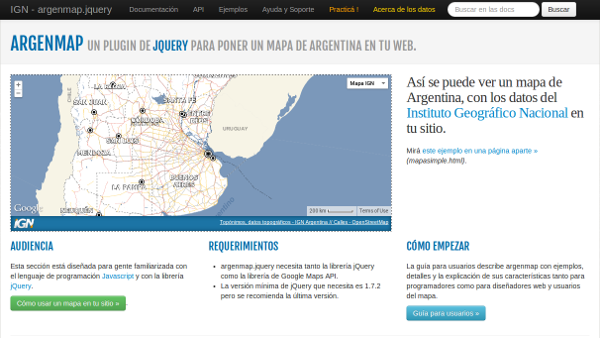 IGN - argenmap.jquery Documentación API Ejemplos Ayuda y Soporte Practicá ! Acerca de los datos Buscar en las docs Buscar
ARGENMAP UN PLUGIN DE JQUERY PARA PONER UN MAPA DE ARGENTINA EN TU WEB.
Mapa IGN
CHILE
LA RIOJA
SAN JUAN
SANTA FE
CÓRDOBA
ENTRE
RÍOS
URUGUAY
SAN LUIS
MENDOZA
BUENOS
AIRES
LA PAMPA
NEUQUÉN
Google
200 km
Terms of Use
IGN
Topónimos, datos topográficos - IGN Argentina // Calles - OpenStreetMap
Así se puede ver un mapa de
Argentina, con los datos del
Instituto Geográfico Nacional en
tu sitio.
Mirá este ejemplo en una página aparte »
(mapasimple.html).
AUDIENCIA
Esta sección está diseñada para gente familiarizada con
el lenguaje de programación Javascript y con la librería
jQuery.
Cómo usar un mapa en tu sitio » .
REQUERIMIENTOS
• argenmap.jquery necesita tanto la librería jQuery
como la librería de Google Maps API.
• La versión mínima de jQuery que necesita es 1.7.2
pero se recomienda la última versión.
CÓMO EMPEZAR
La guía para usuarios describe argenmap con ejemplos,
detalles y la explicación de sus características tanto para
programadores como para diseñadores web y usuarios
del mapa.
Guía para usuarios »